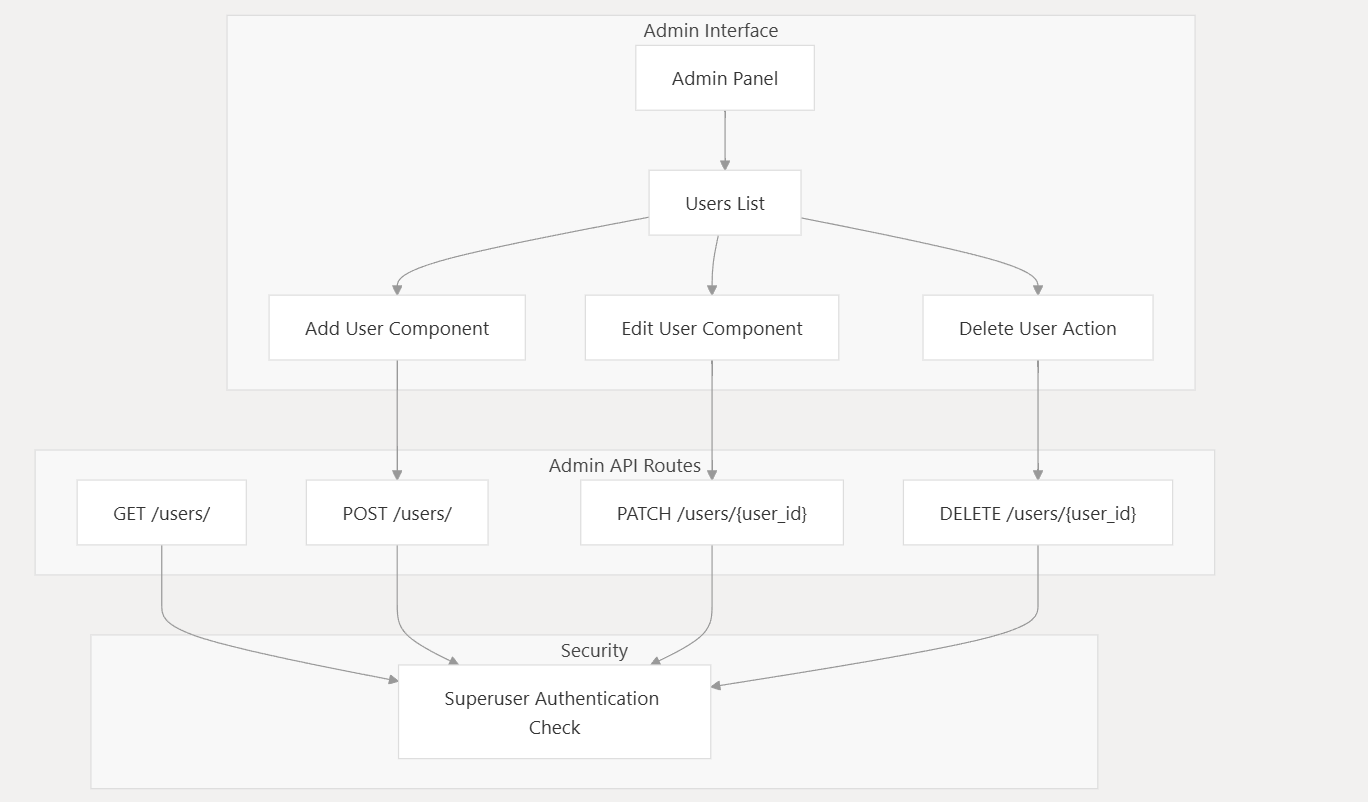 Admin Interface
Admin Panel
Users List
Add User Component
Edit User Component
Delete User Action
Admin API Routes
GET /users/
POST /users/
PATCH /users/{user_id}
DELETE /users/{user_id}
Security
Superuser Authentication
Check